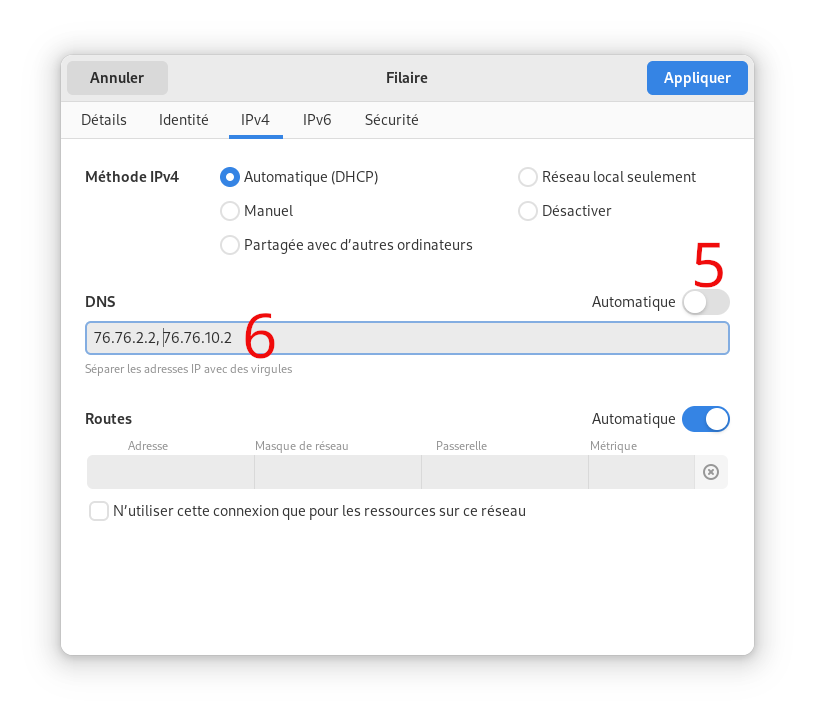 Annuler Filaire Appliquer
Détails Identité IPv4 IPv6 Sécurité
Méthode IPv4 Automatique (DHCP) Réseau local seulement
Manuel Désactiver
Partagée avec d’autres ordinateurs
5
DNS Automatique
76.76.2.2, 76.76.10.2 6
Séparer les adresses IP avec des virgules
Routes Automatique
Adresse Masque de réseau Passerelle Métrique
N’utiliser cette connexion que pour les ressources sur ce réseau